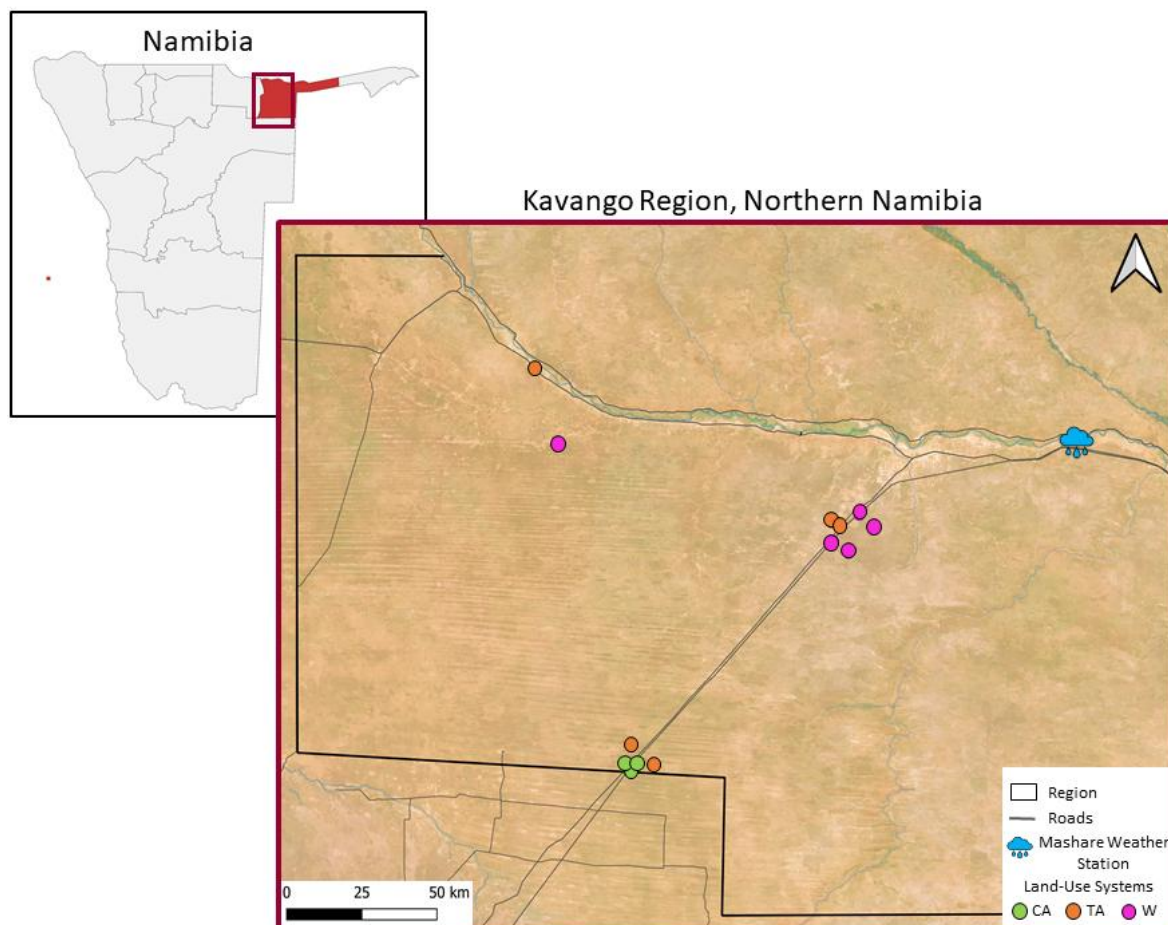 Namibia
Kavango Region, Northern Namibia
0 25 50 km
Region
Roads
Mashare Weather
Station
Land-Use Systems
CA TA W